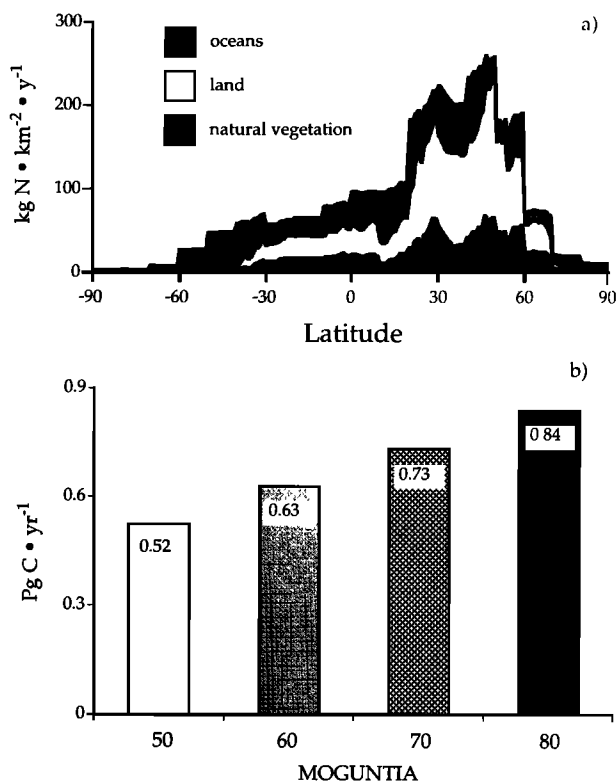 a)
300
200
100
0
kg N • km-2 • y-1
oceans
land
natural vegetation
-90 -60 -30 0 30 60 90
Latitude
b)
0.9
0.6
0.3
0
Pg C • yr-1
0.52
0.63
0.73
0 84
50 60 70 80
MOGUNTIA